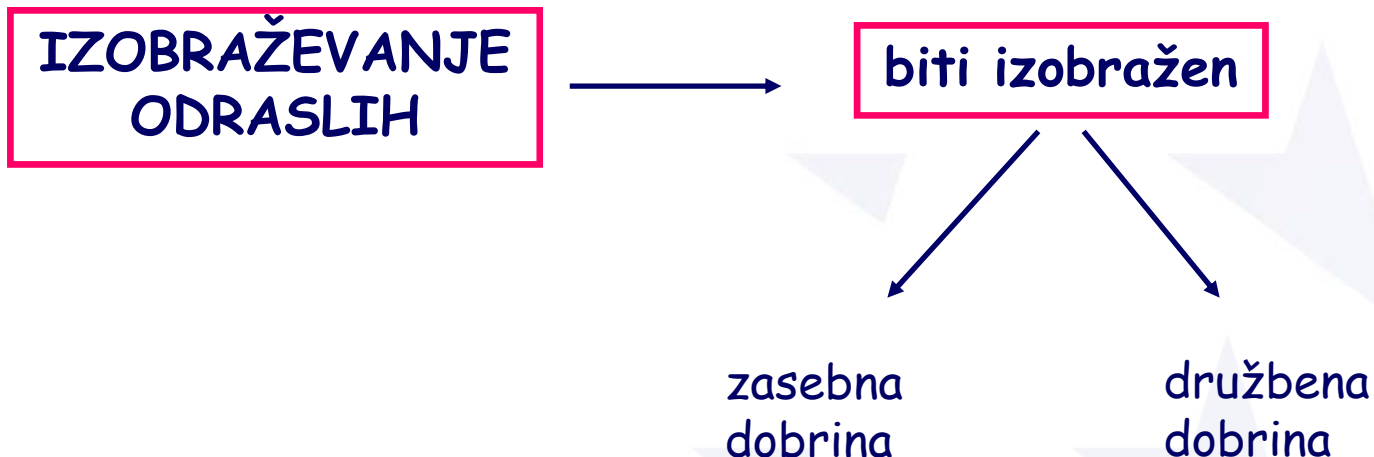 IZOBRAŽEVANJE
ODRASLIH
biti izobražen
zasebna
dobrina
družbena
dobrina